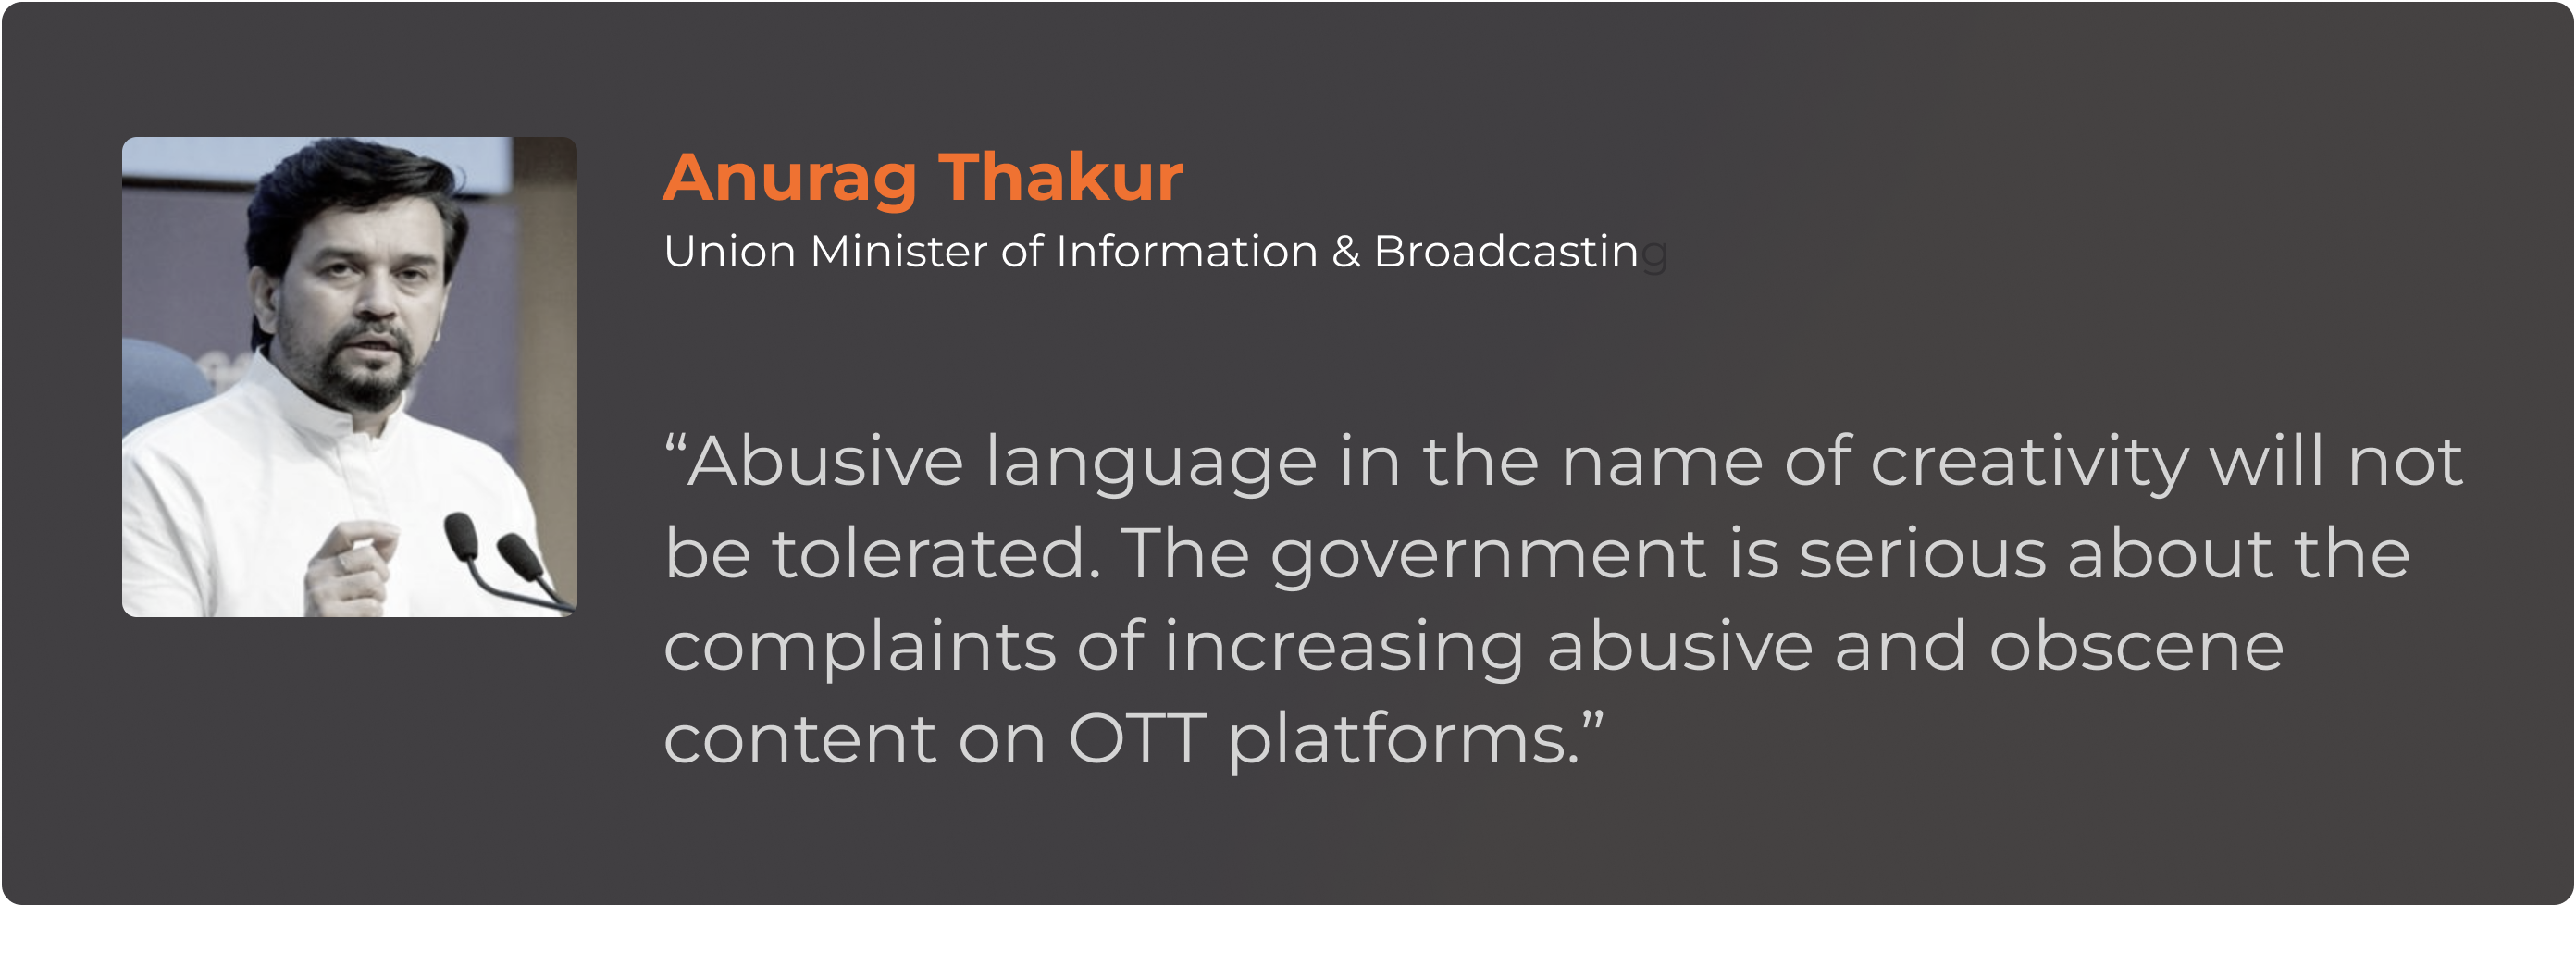 Anurag Thakur
Union Minister of Information & Broadcasting
“Abusive language in the name of creativity will not
be tolerated. The government is serious about the
complaints of increasing abusive and obscene
content on OTT platforms.”